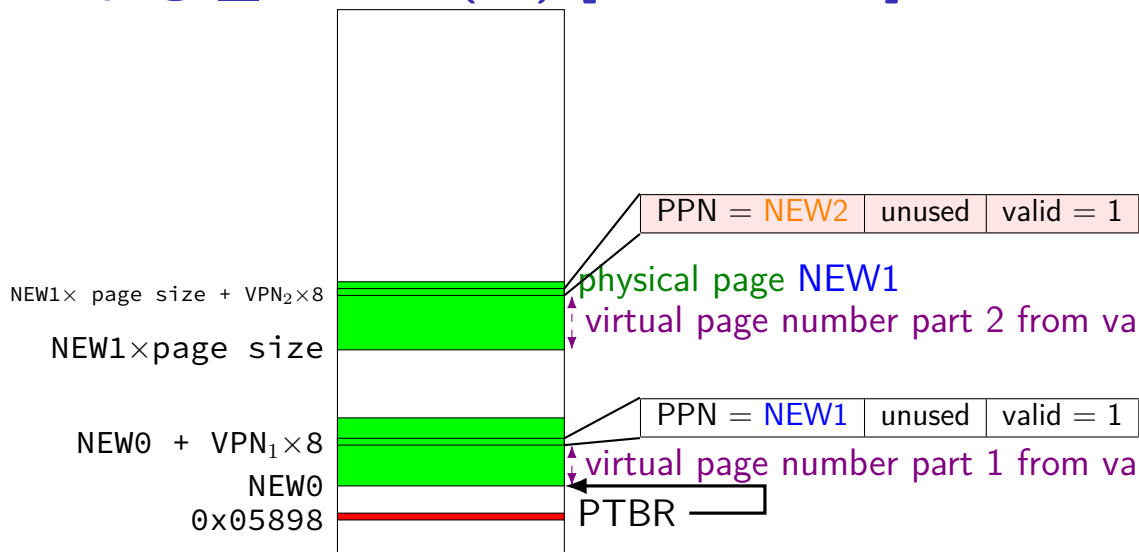 PPN = NEW2 unused valid = 1
physical page NEW1
NEW1× page size + VPN₂×8
virtual page number part 2 from va
NEW1×page size
PPN = NEW1 unused valid = 1
NEW0 + VPN₁×8
virtual page number part 1 from va
NEW0
PTBR
0x05898